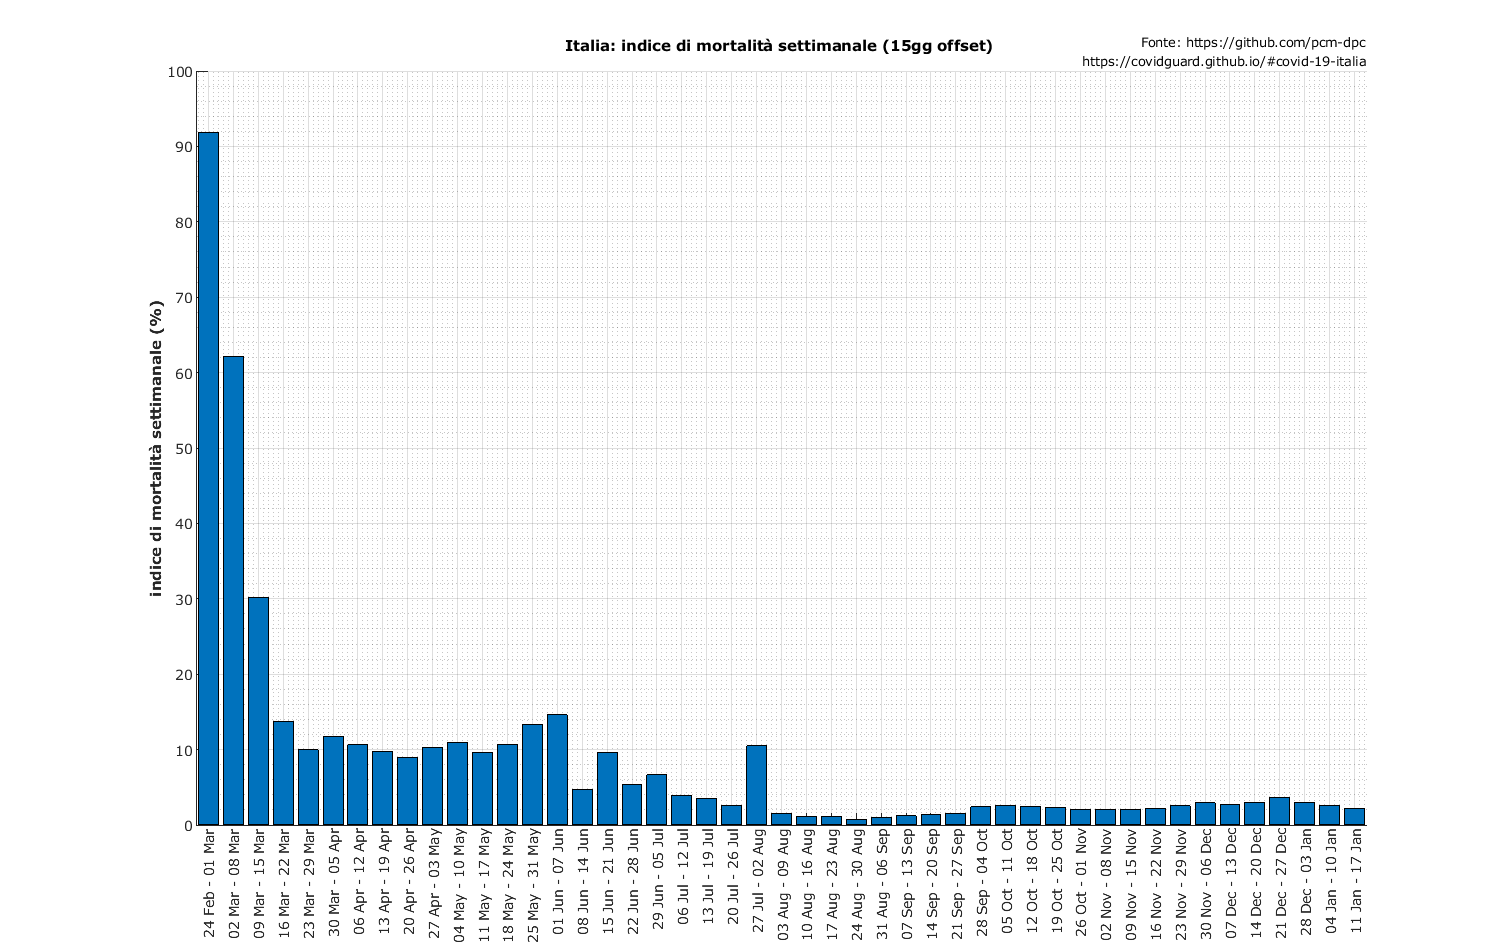 Italia: indice di mortalità settimanale (15gg offset)
Fonte: https://github.com/pcm-dpc
https://covidguard.github.io/#covid-19-italia
indice di mortalità settimanale (%)
100
90
80
70
60
50
40
30
20
10
0
24 Feb - 01 Mar
02 Mar - 08 Mar
09 Mar - 15 Mar
16 Mar - 22 Mar
23 Mar - 29 Mar
30 Mar - 05 Apr
06 Apr - 12 Apr
13 Apr - 19 Apr
20 Apr - 26 Apr
27 Apr - 03 May
04 May - 10 May
11 May - 17 May
18 May - 24 May
25 May - 31 May
01 Jun - 07 Jun
08 Jun - 14 Jun
15 Jun - 21 Jun
22 Jun - 28 Jun
29 Jun - 05 Jul
06 Jul - 12 Jul
13 Jul - 19 Jul
20 Jul - 26 Jul
27 Jul - 02 Aug
03 Aug - 09 Aug
10 Aug - 16 Aug
17 Aug - 23 Aug
24 Aug - 30 Aug
31 Aug - 06 Sep
07 Sep - 13 Sep
14 Sep - 20 Sep
21 Sep - 27 Sep
28 Sep - 04 Oct
05 Oct - 11 Oct
12 Oct - 18 Oct
19 Oct - 25 Oct
26 Oct - 01 Nov
02 Nov - 08 Nov
09 Nov - 15 Nov
16 Nov - 22 Nov
23 Nov - 29 Nov
30 Nov - 06 Dec
07 Dec - 13 Dec
14 Dec - 20 Dec
21 Dec - 27 Dec
28 Dec - 03 Jan
04 Jan - 10 Jan
11 Jan - 17 Jan